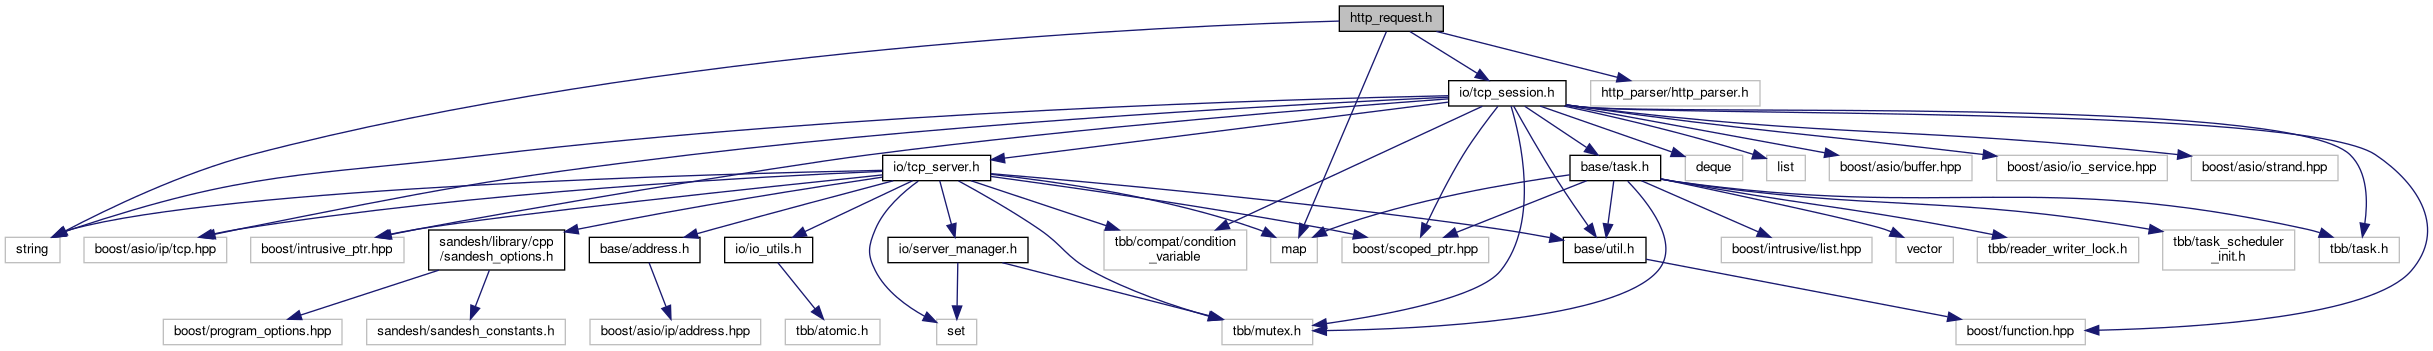 http_request.h
io/tcp_session.h
http_parser/http_parser.h
io/tcp_server.h
base/task.h
deque
list
boost/asio/buffer.hpp
boost/asio/io_service.hpp
boost/asio/strand.hpp
string
boost/asio/ip/tcp.hpp
boost/intrusive_ptr.hpp
sandesh/library/cpp
/sandesh_options.h
base/address.h
io/io_utils.h
io/server_manager.h
tbb/compat/condition
_variable
map
boost/scoped_ptr.hpp
base/util.h
boost/intrusive/list.hpp
vector
tbb/reader_writer_lock.h
tbb/task_scheduler
_init.h
tbb/task.h
boost/program_options.hpp
sandesh/sandesh_constants.h
boost/asio/ip/address.hpp
tbb/atomic.h
set
tbb/mutex.h
boost/function.hpp